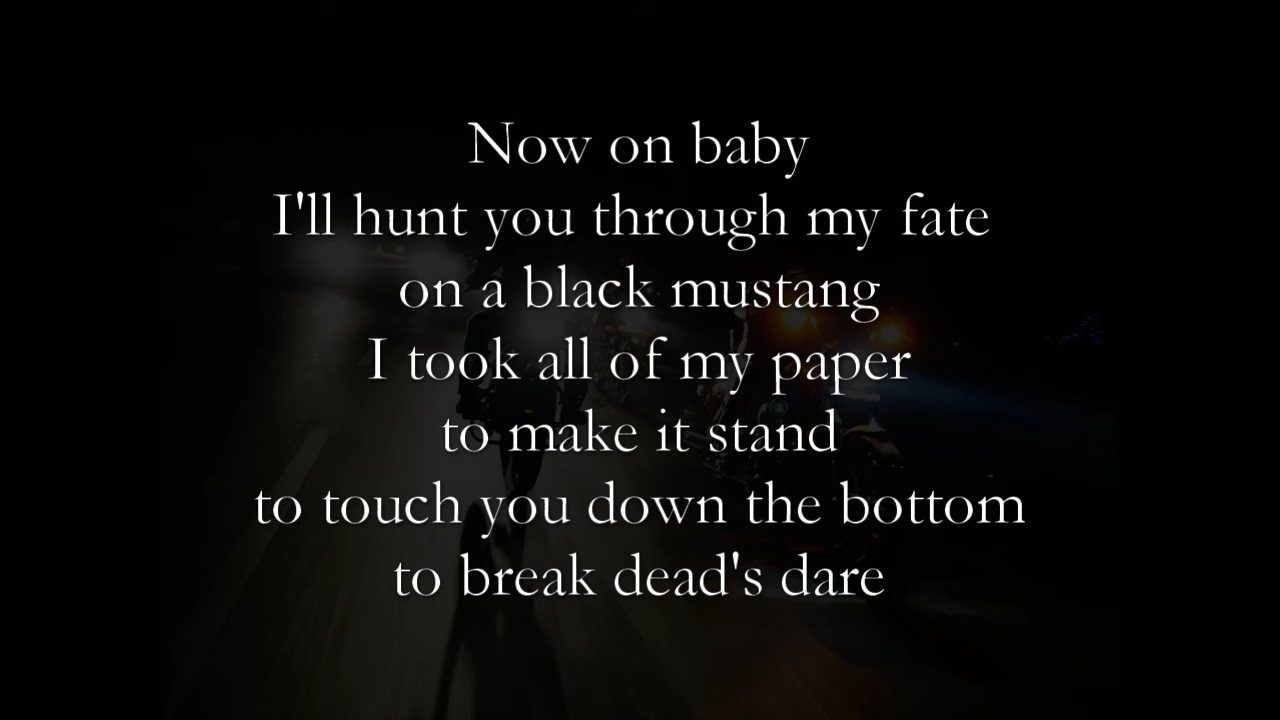 Now on baby
I'll hunt you through my fate
on a black mustang
I took all of my paper
to make it stand
to touch you down the bottom
to break dead's dare